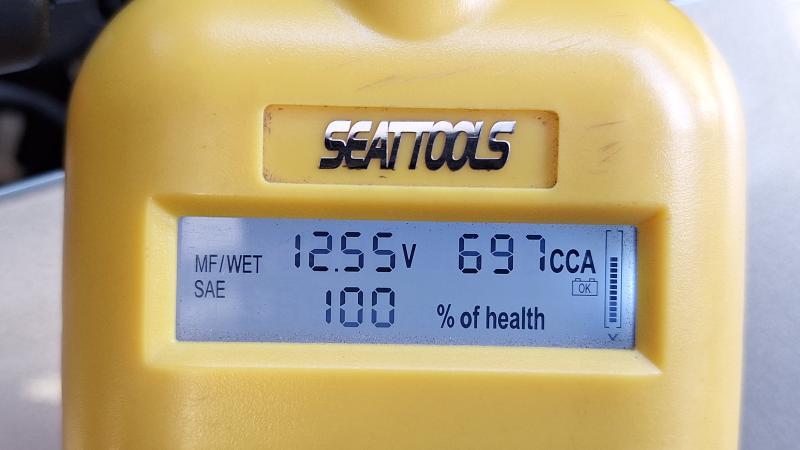 SEATTOOLS
MF/WET 12.55V 697CCA
SAE OK
100 % of health
V